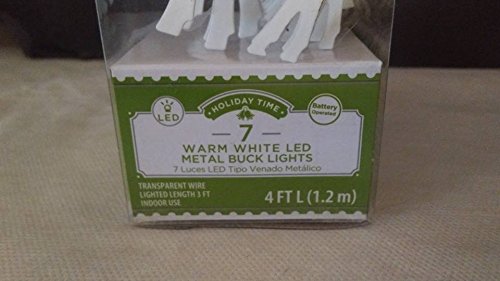 LED
HOLIDAY TIME
Battery
Operated
7
WARM WHITE LED
METAL BUCK LIGHTS
7 Luces LED Tipo Venado Metálico
TRANSPARENT WIRE
LIGHTED LENGTH 3 FT
INDOOR USE
4 FT L (1.2 m)